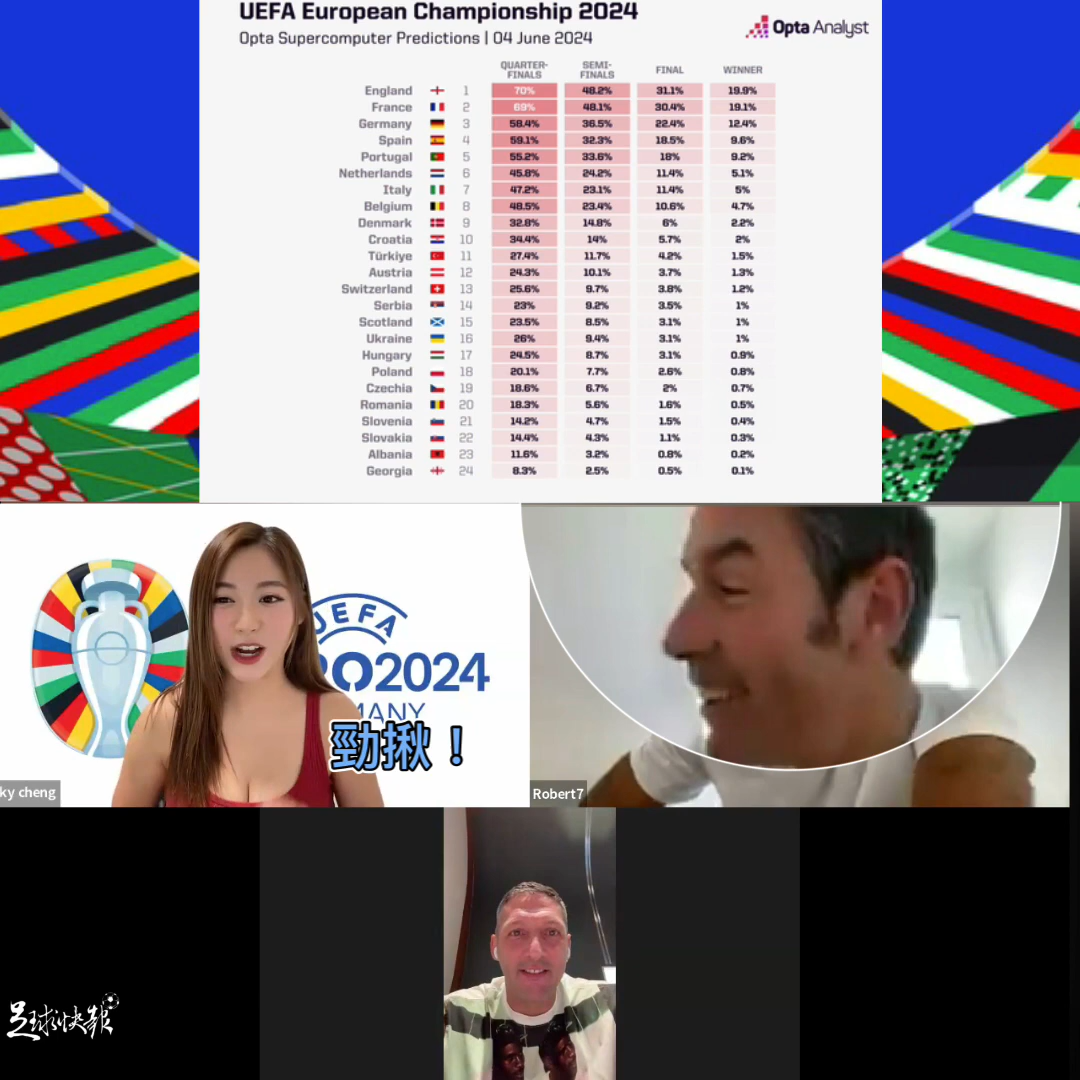 UEFA European Championship 2024
Opta Supercomputer Predictions | 04 June 2024
Opta Analyst
QUARTER-FINALS SEMI-FINALS FINAL WINNER
England 1 70% 48.2% 31.1% 19.9%
France 2 69% 48.1% 30.4% 19.1%
Germany 3 58.4% 36.5% 22.4% 12.4%
Spain 4 59.1% 32.3% 18.5% 9.6%
Portugal 5 55.2% 33.6% 18% 9.2%
Netherlands 6 45.8% 24.2% 11.4% 5.1%
Italy 7 47.2% 23.1% 11.4% 5%
Belgium 8 48.5% 23.4% 10.6% 4.7%
Denmark 9 32.8% 14.8% 6% 2.2%
Croatia 10 34.4% 14% 5.7% 2%
Türkiye 11 27.4% 11.7% 4.2% 1.5%
Austria 12 24.3% 10.1% 3.7% 1.3%
Switzerland 13 25.6% 9.7% 3.8% 1.2%
Serbia 14 23% 9.2% 3.5% 1%
Scotland 15 23.5% 8.5% 3.1% 1%
Ukraine 16 26% 9.4% 3.1% 1%
Hungary 17 24.5% 8.7% 3.1% 0.9%
Poland 18 20.1% 7.7% 2.6% 0.8%
Czechia 19 18.6% 6.7% 2% 0.7%
Romania 20 18.3% 5.6% 1.6% 0.5%
Slovenia 21 14.2% 4.7% 1.5% 0.4%
Slovakia 22 14.4% 4.3% 1.1% 0.3%
Albania 23 11.6% 3.2% 0.8% 0.2%
Georgia 24 8.3% 2.5% 0.5% 0.1%
UEFA
RO2024
MANY
勁揪！
ky cheng
Robert7
足球快報